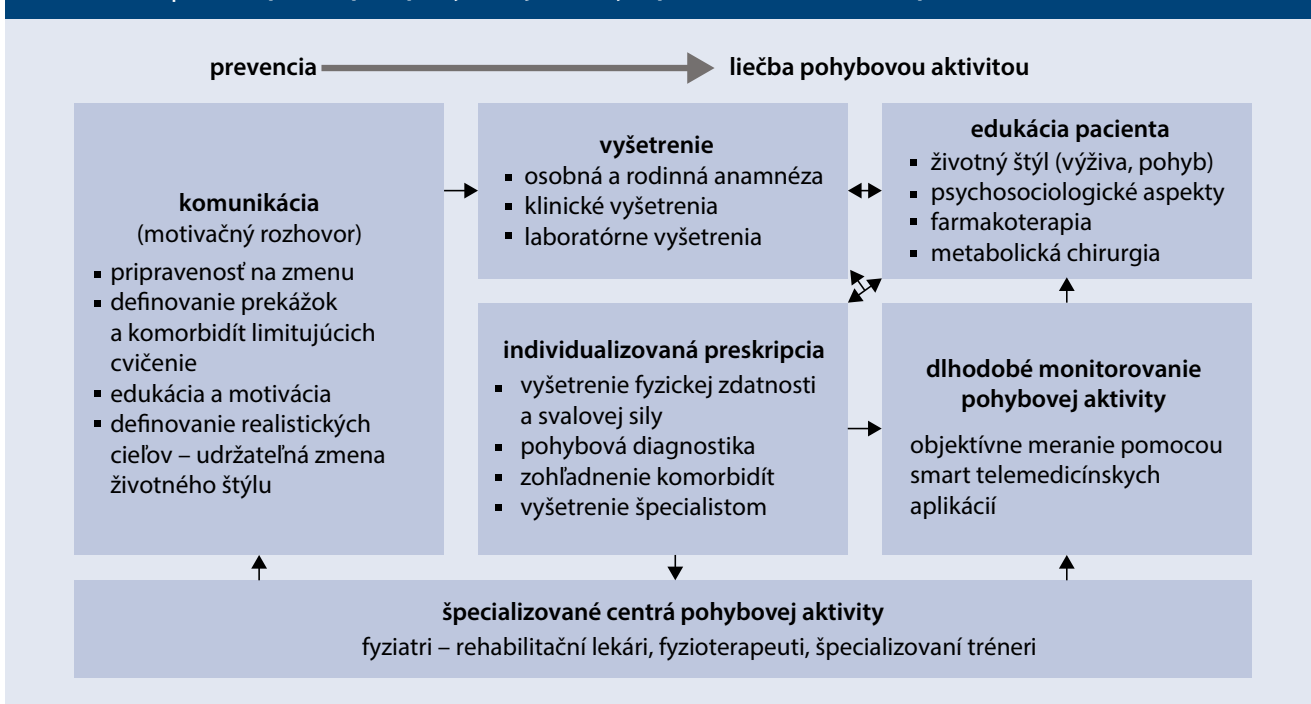 prevencia
liečba pohybovou aktivitou
komunikácia
(motivačný rozhovor)
▪ pripravenosť na zmenu
▪ definovanie prekážok
a komorbidít limitujúcich
cvičenie
▪ edukácia a motivácia
▪ definovanie realistických
cieľov – udržateľná zmena
životného štýlu
vyšetrenie
▪ osobná a rodinná anamnéza
▪ klinické vyšetrenia
▪ laboratórne vyšetrenia
edukácia pacienta
▪ životný štýl (výživa, pohyb)
▪ psychosociologické aspekty
▪ farmakoterapia
▪ metabolická chirurgia
individualizovaná preskripcia
▪ vyšetrenie fyzickej zdatnosti
a svalovej sily
▪ pohybová diagnostika
▪ zohľadnenie komorbidít
▪ vyšetrenie špecialistom
dlhodobé monitorovanie
pohybovej aktivity
objektívne meranie pomocou
smart telemedicínskych
aplikácií
špecializované centrá pohybovej aktivity
fyziatri – rehabilitační lekári, fyzioterapeuti, špecializovaní tréneri